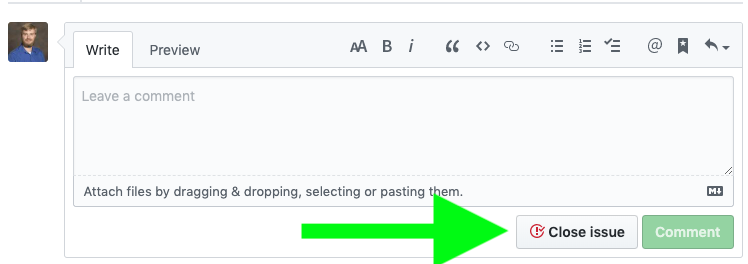 Write Preview AA B i @
Leave a comment
Attach files by dragging & dropping, selecting or pasting them.
Close issue Comment